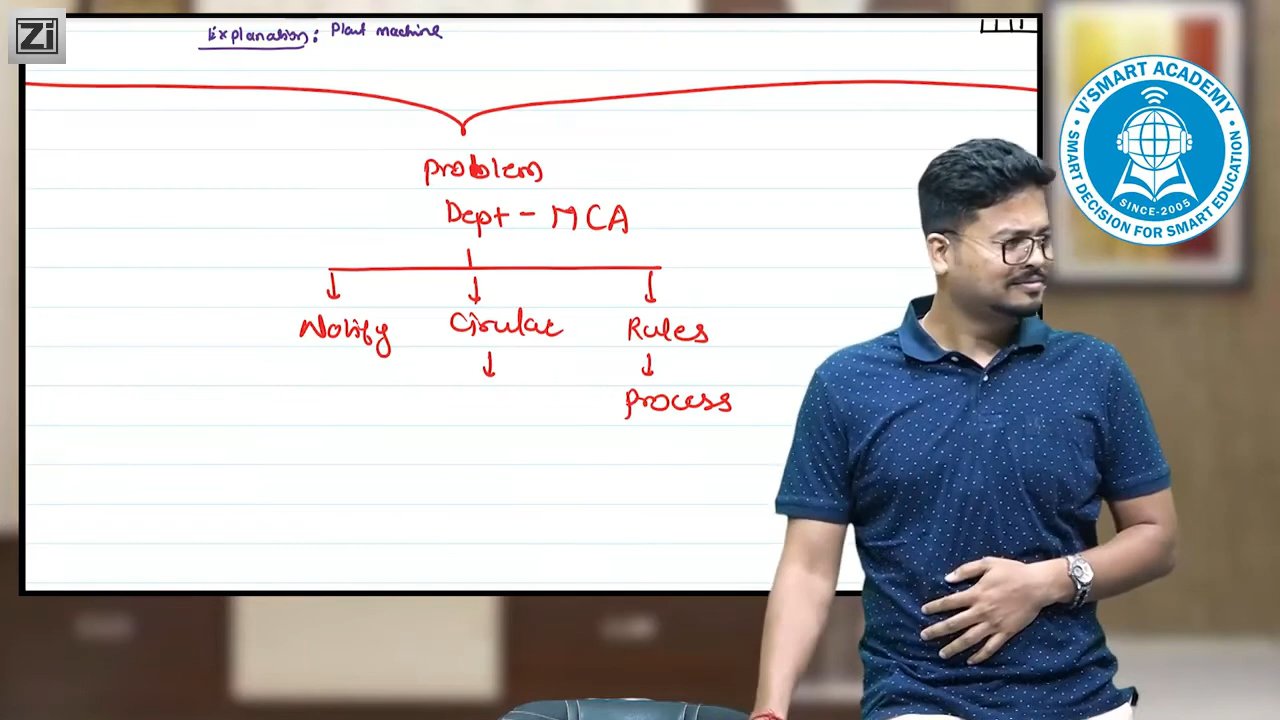 Zi
Explanation: Plant machine
Problem
Dept - MCA
Notify Circular Rules
Process
V'SMART ACADEMY
SMART DECISION FOR SMART EDUCATION
SINCE-2005